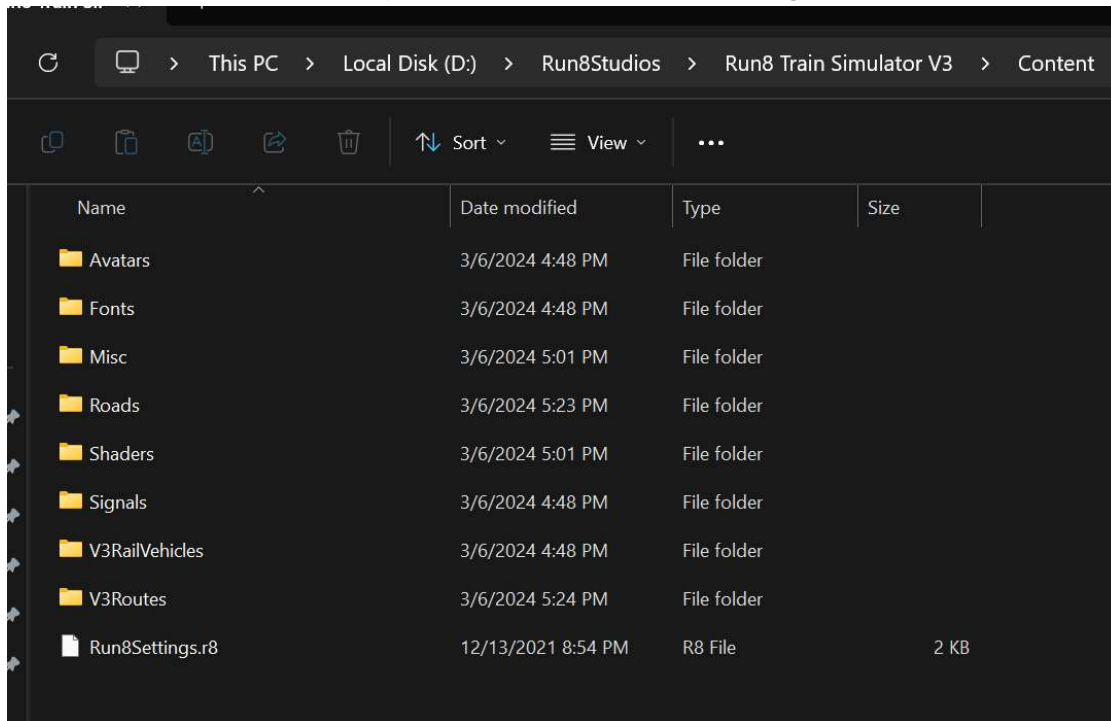 This PC > Local Disk (D:) > Run8Studios > Run8 Train Simulator V3 > Content
Sort View •••
Name Date modified Type Size
Avatars 3/6/2024 4:48 PM File folder
Fonts 3/6/2024 4:48 PM File folder
Misc 3/6/2024 5:01 PM File folder
Roads 3/6/2024 5:23 PM File folder
Shaders 3/6/2024 5:01 PM File folder
Signals 3/6/2024 4:48 PM File folder
V3RailVehicles 3/6/2024 4:48 PM File folder
V3Routes 3/6/2024 5:24 PM File folder
Run8Settings.r8 12/13/2021 8:54 PM R8 File 2 KB